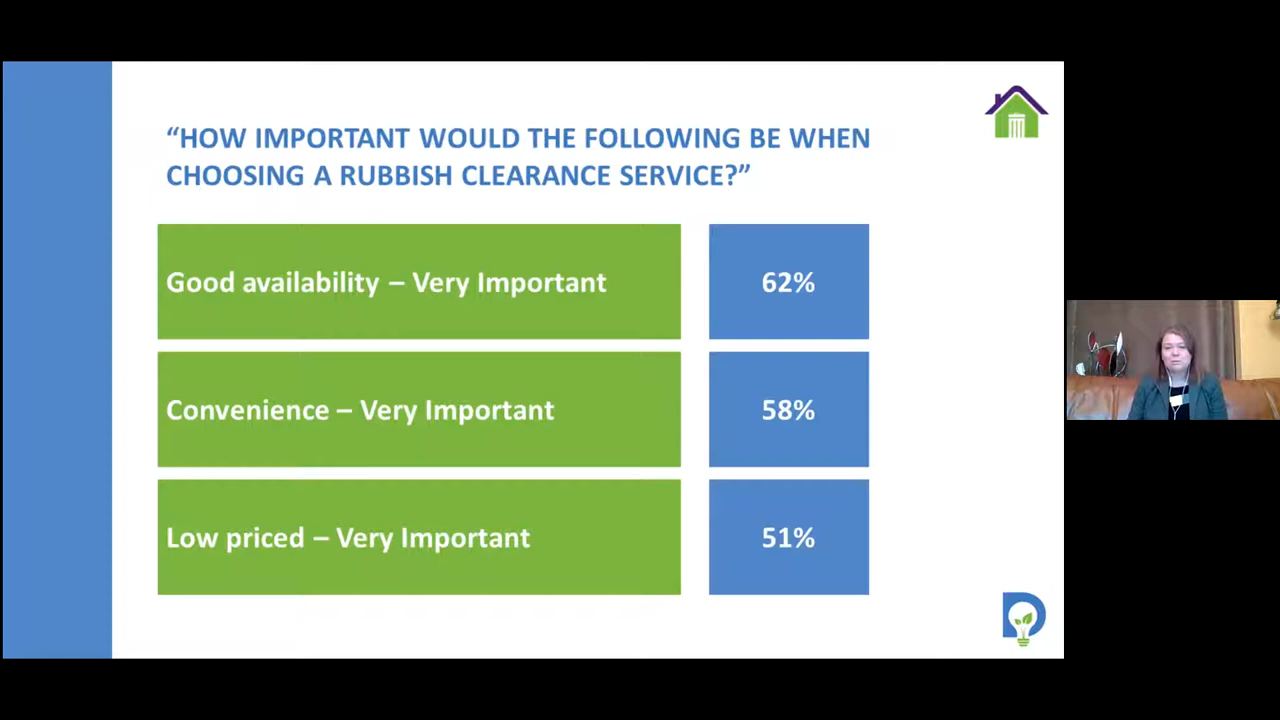 “HOW IMPORTANT WOULD THE FOLLOWING BE WHEN
CHOOSING A RUBBISH CLEARANCE SERVICE?”
Good availability – Very Important
62%
Convenience – Very Important
58%
Low priced – Very Important
51%